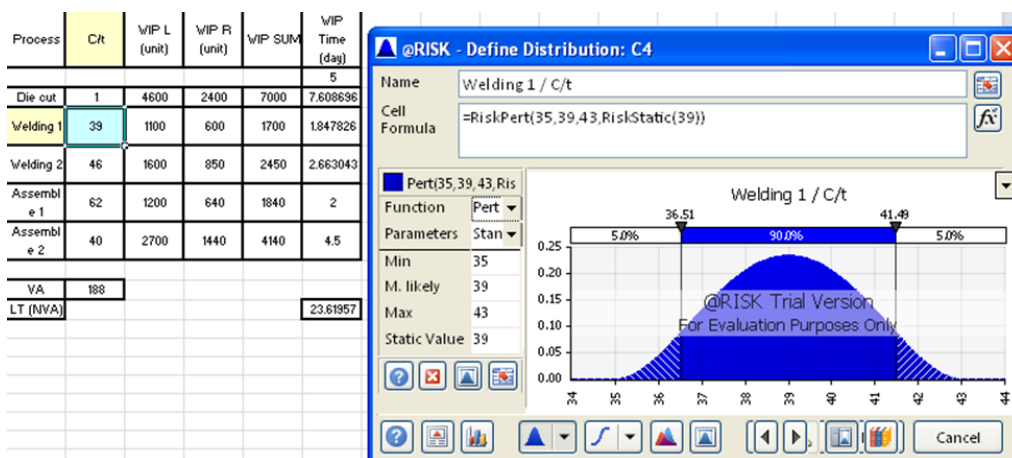 Process C/t WIP L (unit) WIP R (unit) WIP SUM WIP Time (day)
5
Die cut 1 4600 2400 7000 7.608696
Welding 1 39 1100 600 1700 1.847826
Welding 2 46 1600 850 2450 2.663043
Assembl e 1 62 1200 640 1840 2
Assembl e 2 40 2700 1440 4140 4.5
VA 188
LT (NVA) 23.61957
@RISK - Define Distribution: C4
Name Welding 1 / C/t
Cell Formula =RiskPert(35,39,43,RiskStatic(39))
fx
Pert(35,39,43,Ris
Function Pert
Parameters Stan
Min 35
M. likely 39
Max 43
Static Value 39
Welding 1 / C/t
36.51 41.49
5.0% 90.0% 5.0%
0.25
0.20
0.15
0.10
0.05
0.00
@RISK Trial Version
For Evaluation Purposes Only
34 35 36 37 38 39 40 41 42 43 44
Cancel